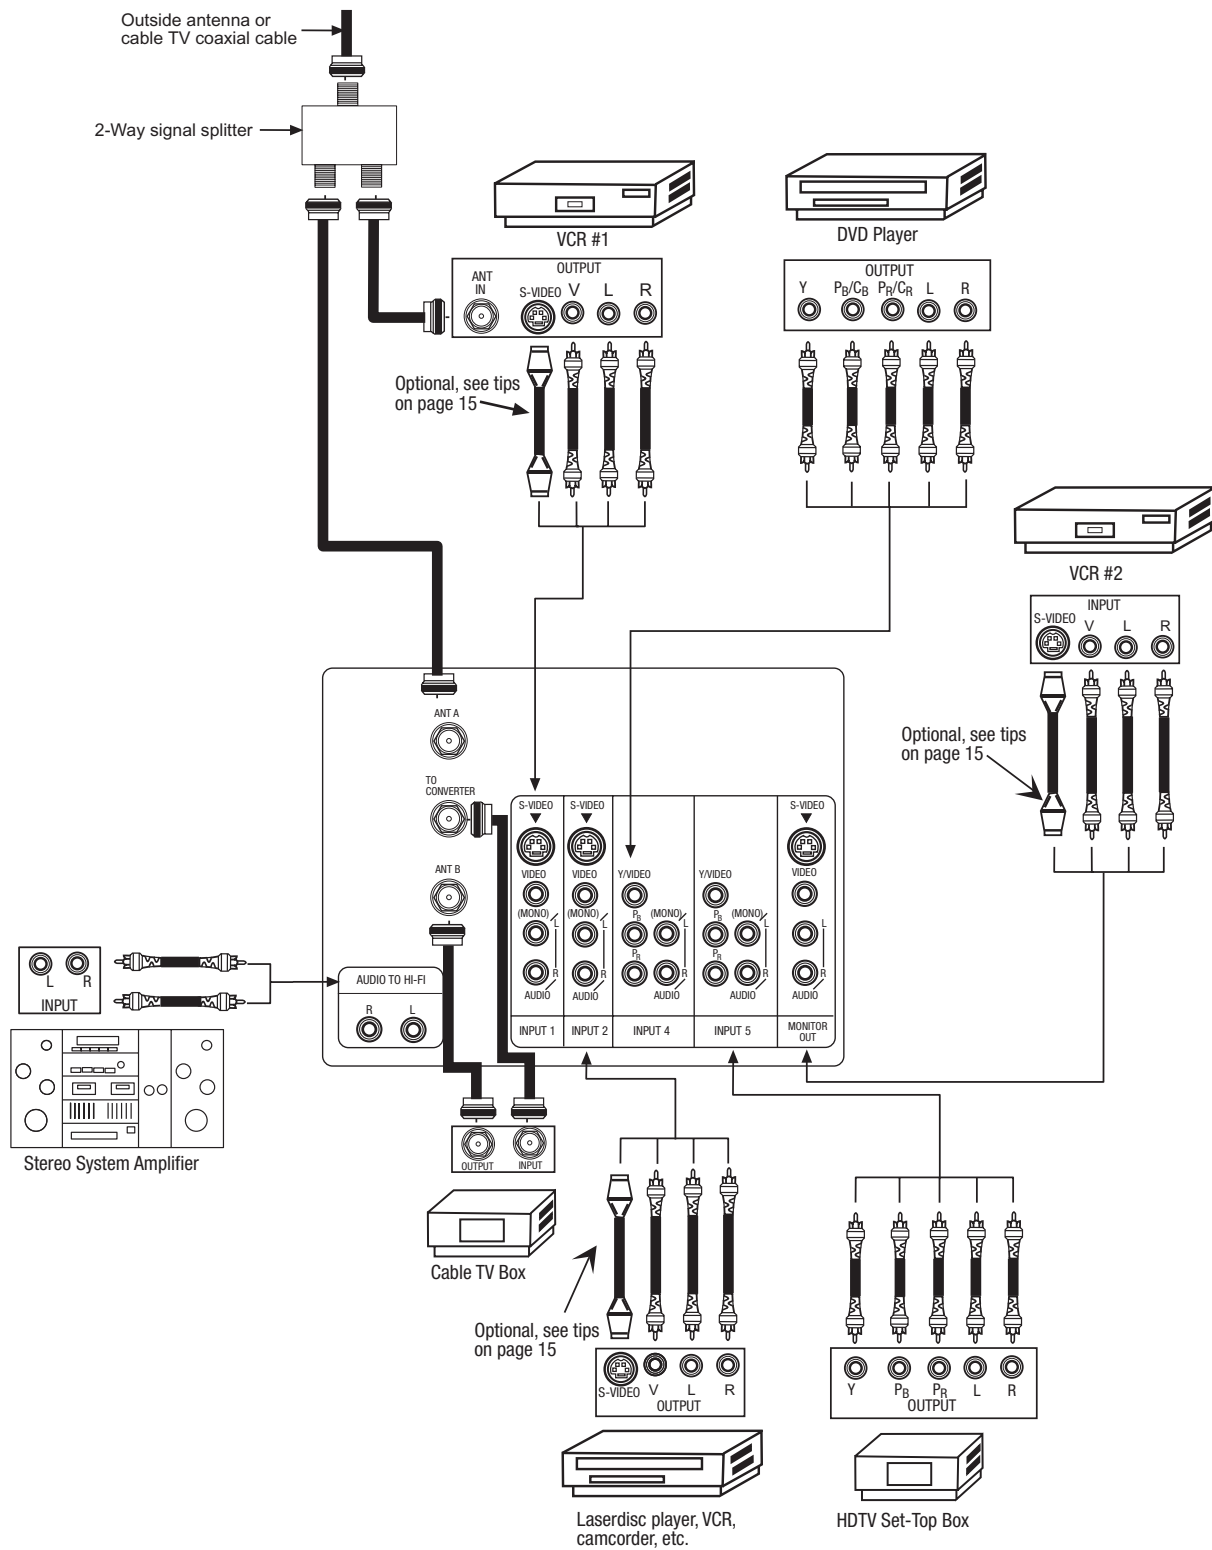 Outside antenna or
cable TV coaxial cable
2-Way signal splitter
VCR #1
OUTPUT
ANT
IN
S-VIDEO V L R
DVD Player
OUTPUT
Y PB/CB PR/CR L R
Optional, see tips
on page 15
VCR #2
INPUT
S-VIDEO V L R
Optional, see tips
on page 15
ANT A
TO
CONVERTER
ANT B
S-VIDEO S-VIDEO S-VIDEO
VIDEO VIDEO Y/VIDEO Y/VIDEO VIDEO
(MONO) L (MONO) L PB (MONO) L PB (MONO) L L
R R PR R PR R R
AUDIO AUDIO AUDIO AUDIO AUDIO
INPUT 1 INPUT 2 INPUT 4 INPUT 5 MONITOR
OUT
AUDIO TO HI-FI
R L
L R
INPUT
Stereo System Amplifier
OUTPUT INPUT
Cable TV Box
Optional, see tips
on page 15
S-VIDEO V L R
OUTPUT
Laserdisc player, VCR,
camcorder, etc.
Y PB PR L R
OUTPUT
HDTV Set-Top Box